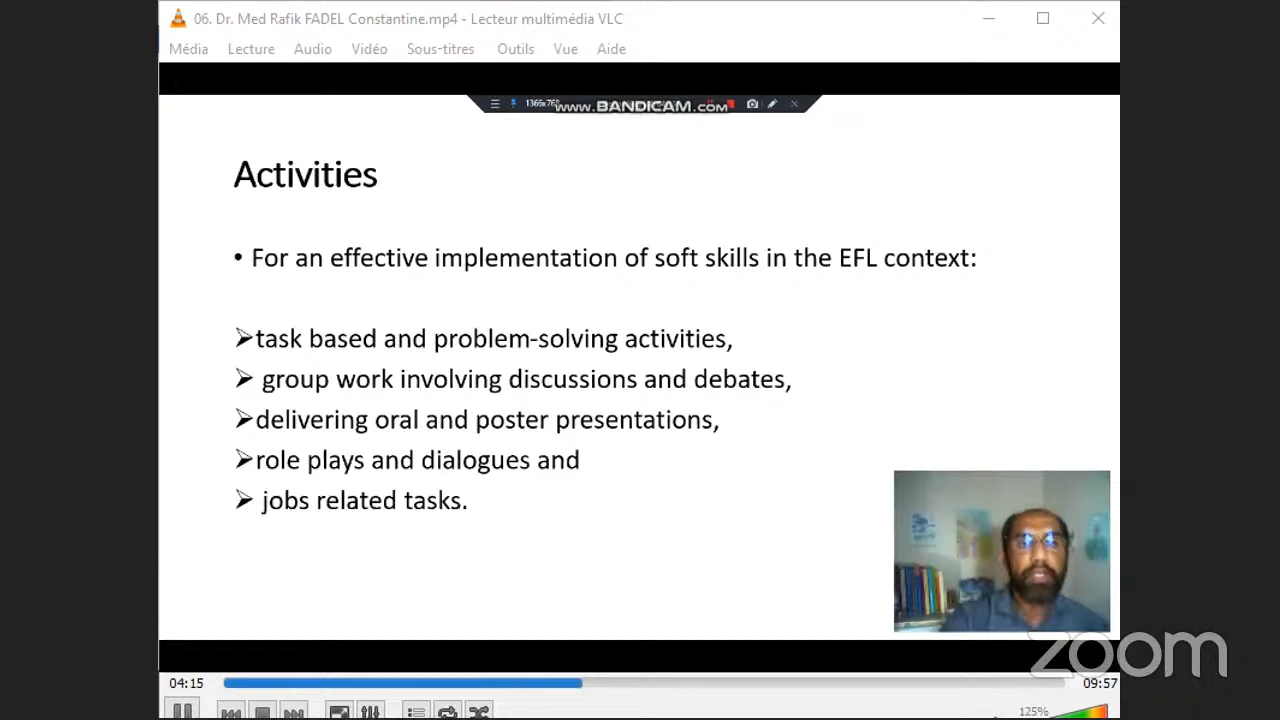 06. Dr. Med Rafik FADEL Constantine.mp4 - Lecteur multimédia VLC
Média Lecture Audio Vidéo Sous-titres Outils Vue Aide
1366x768
www.BANDICAM.com
Activities
• For an effective implementation of soft skills in the EFL context:
➢task based and problem-solving activities,
➢ group work involving discussions and debates,
➢delivering oral and poster presentations,
➢role plays and dialogues and
➢ jobs related tasks.
zoom
04:15 09:57
125%